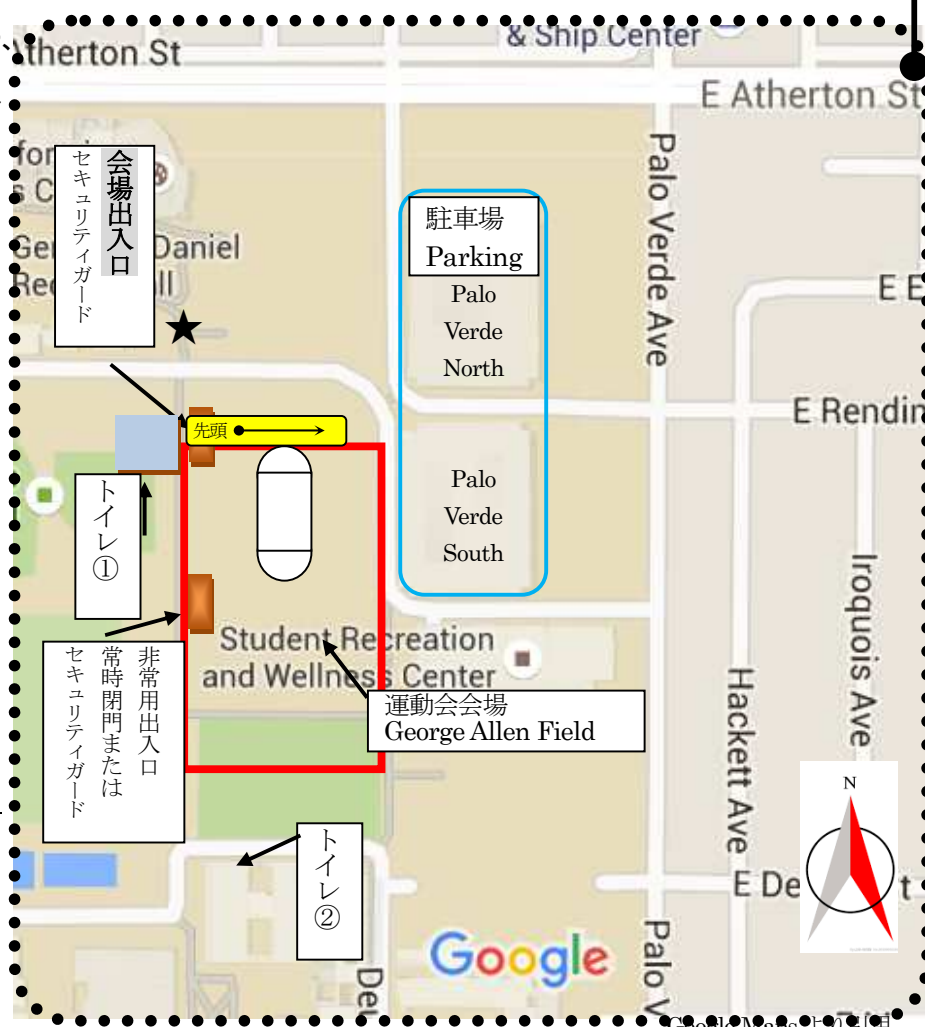 & Ship Center
Atherton St
E Atherton St
Palo Verde Ave
会場出入口
セキュリティガード
Daniel
駐車場
Parking
Palo
Verde
North
E Rendin
先頭
Palo
Verde
South
トイレ①
Iroquois Ave
Student Recreation
and Wellness Center
非常用出入口
常時閉門または
セキュリティガード
運動会会場
George Allen Field
Hackett Ave
N
トイレ②
E De
t
Google
Palo V